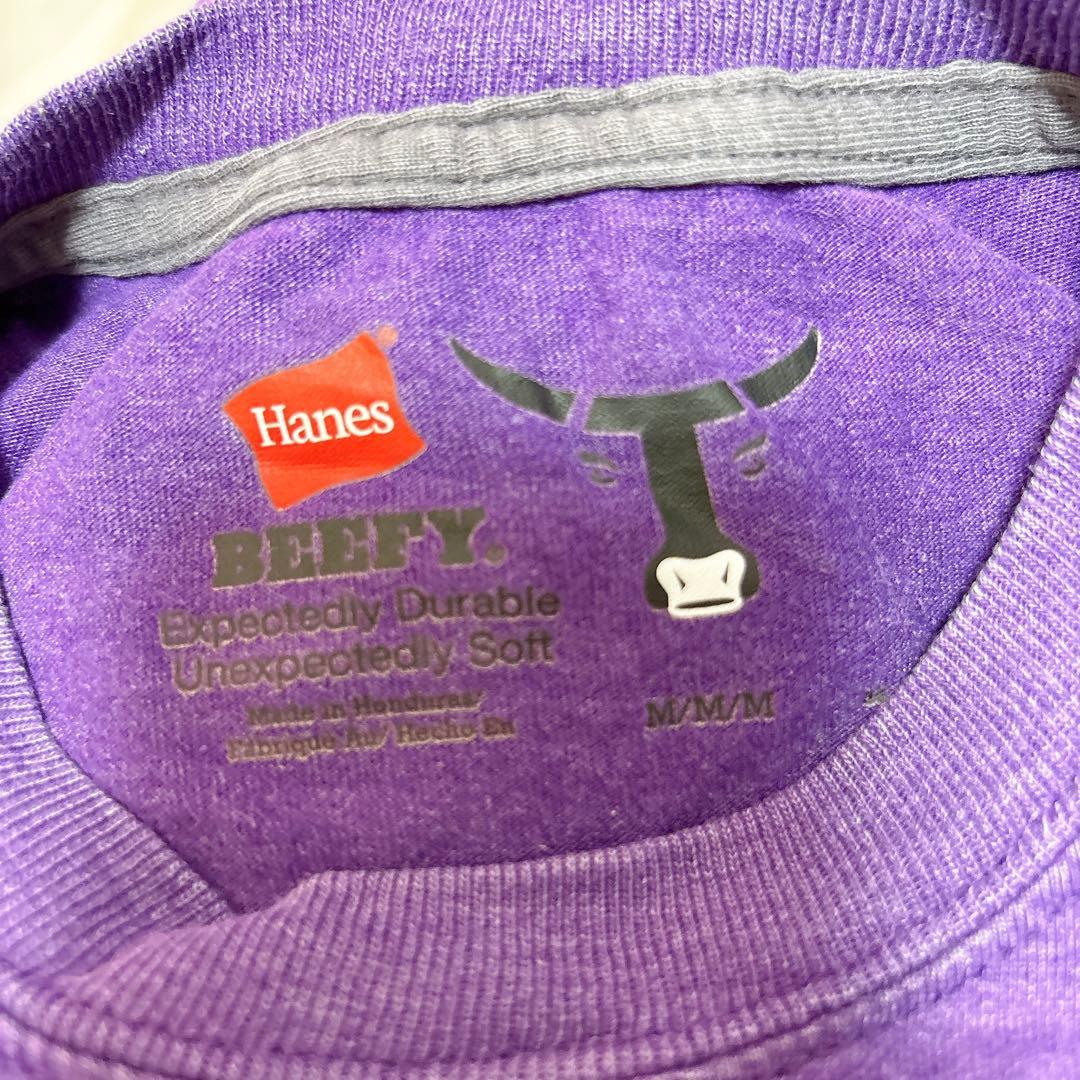 Hanes
BEEFY.
Expectedly Durable
Unexpectedly Soft
Made in Honduras/
Fabriqué Au/ Hecho En
M/M/M